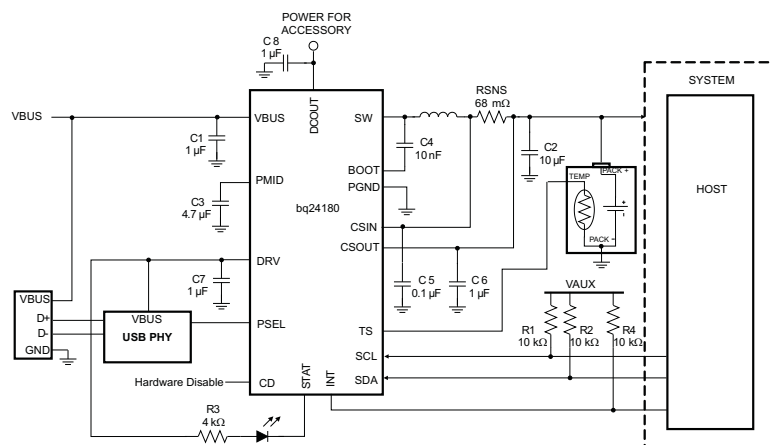 POWER FOR
ACCESSORY
C 8
1 µF
VBUS
VBUS
DCOUT
SW
RSNS
68 mΩ
SYSTEM
C1
1 µF
C4
10 nF
C2
10 µF
BOOT
PGND
PMID
C3
4.7 µF
bq24180
HOST
TEMP
PACK +
+
-
PACK −
CSIN
CSOUT
DRV
C7
1 µF
C 5
0.1 µF
C 6
1 µF
VAUX
VBUS
D+
D-
GND
VBUS
USB PHY
PSEL
TS
R1
10 kΩ
R2
10 kΩ
R4
10 kΩ
SCL
SDA
Hardware Disable
CD
STAT
INT
R3
4 kΩ